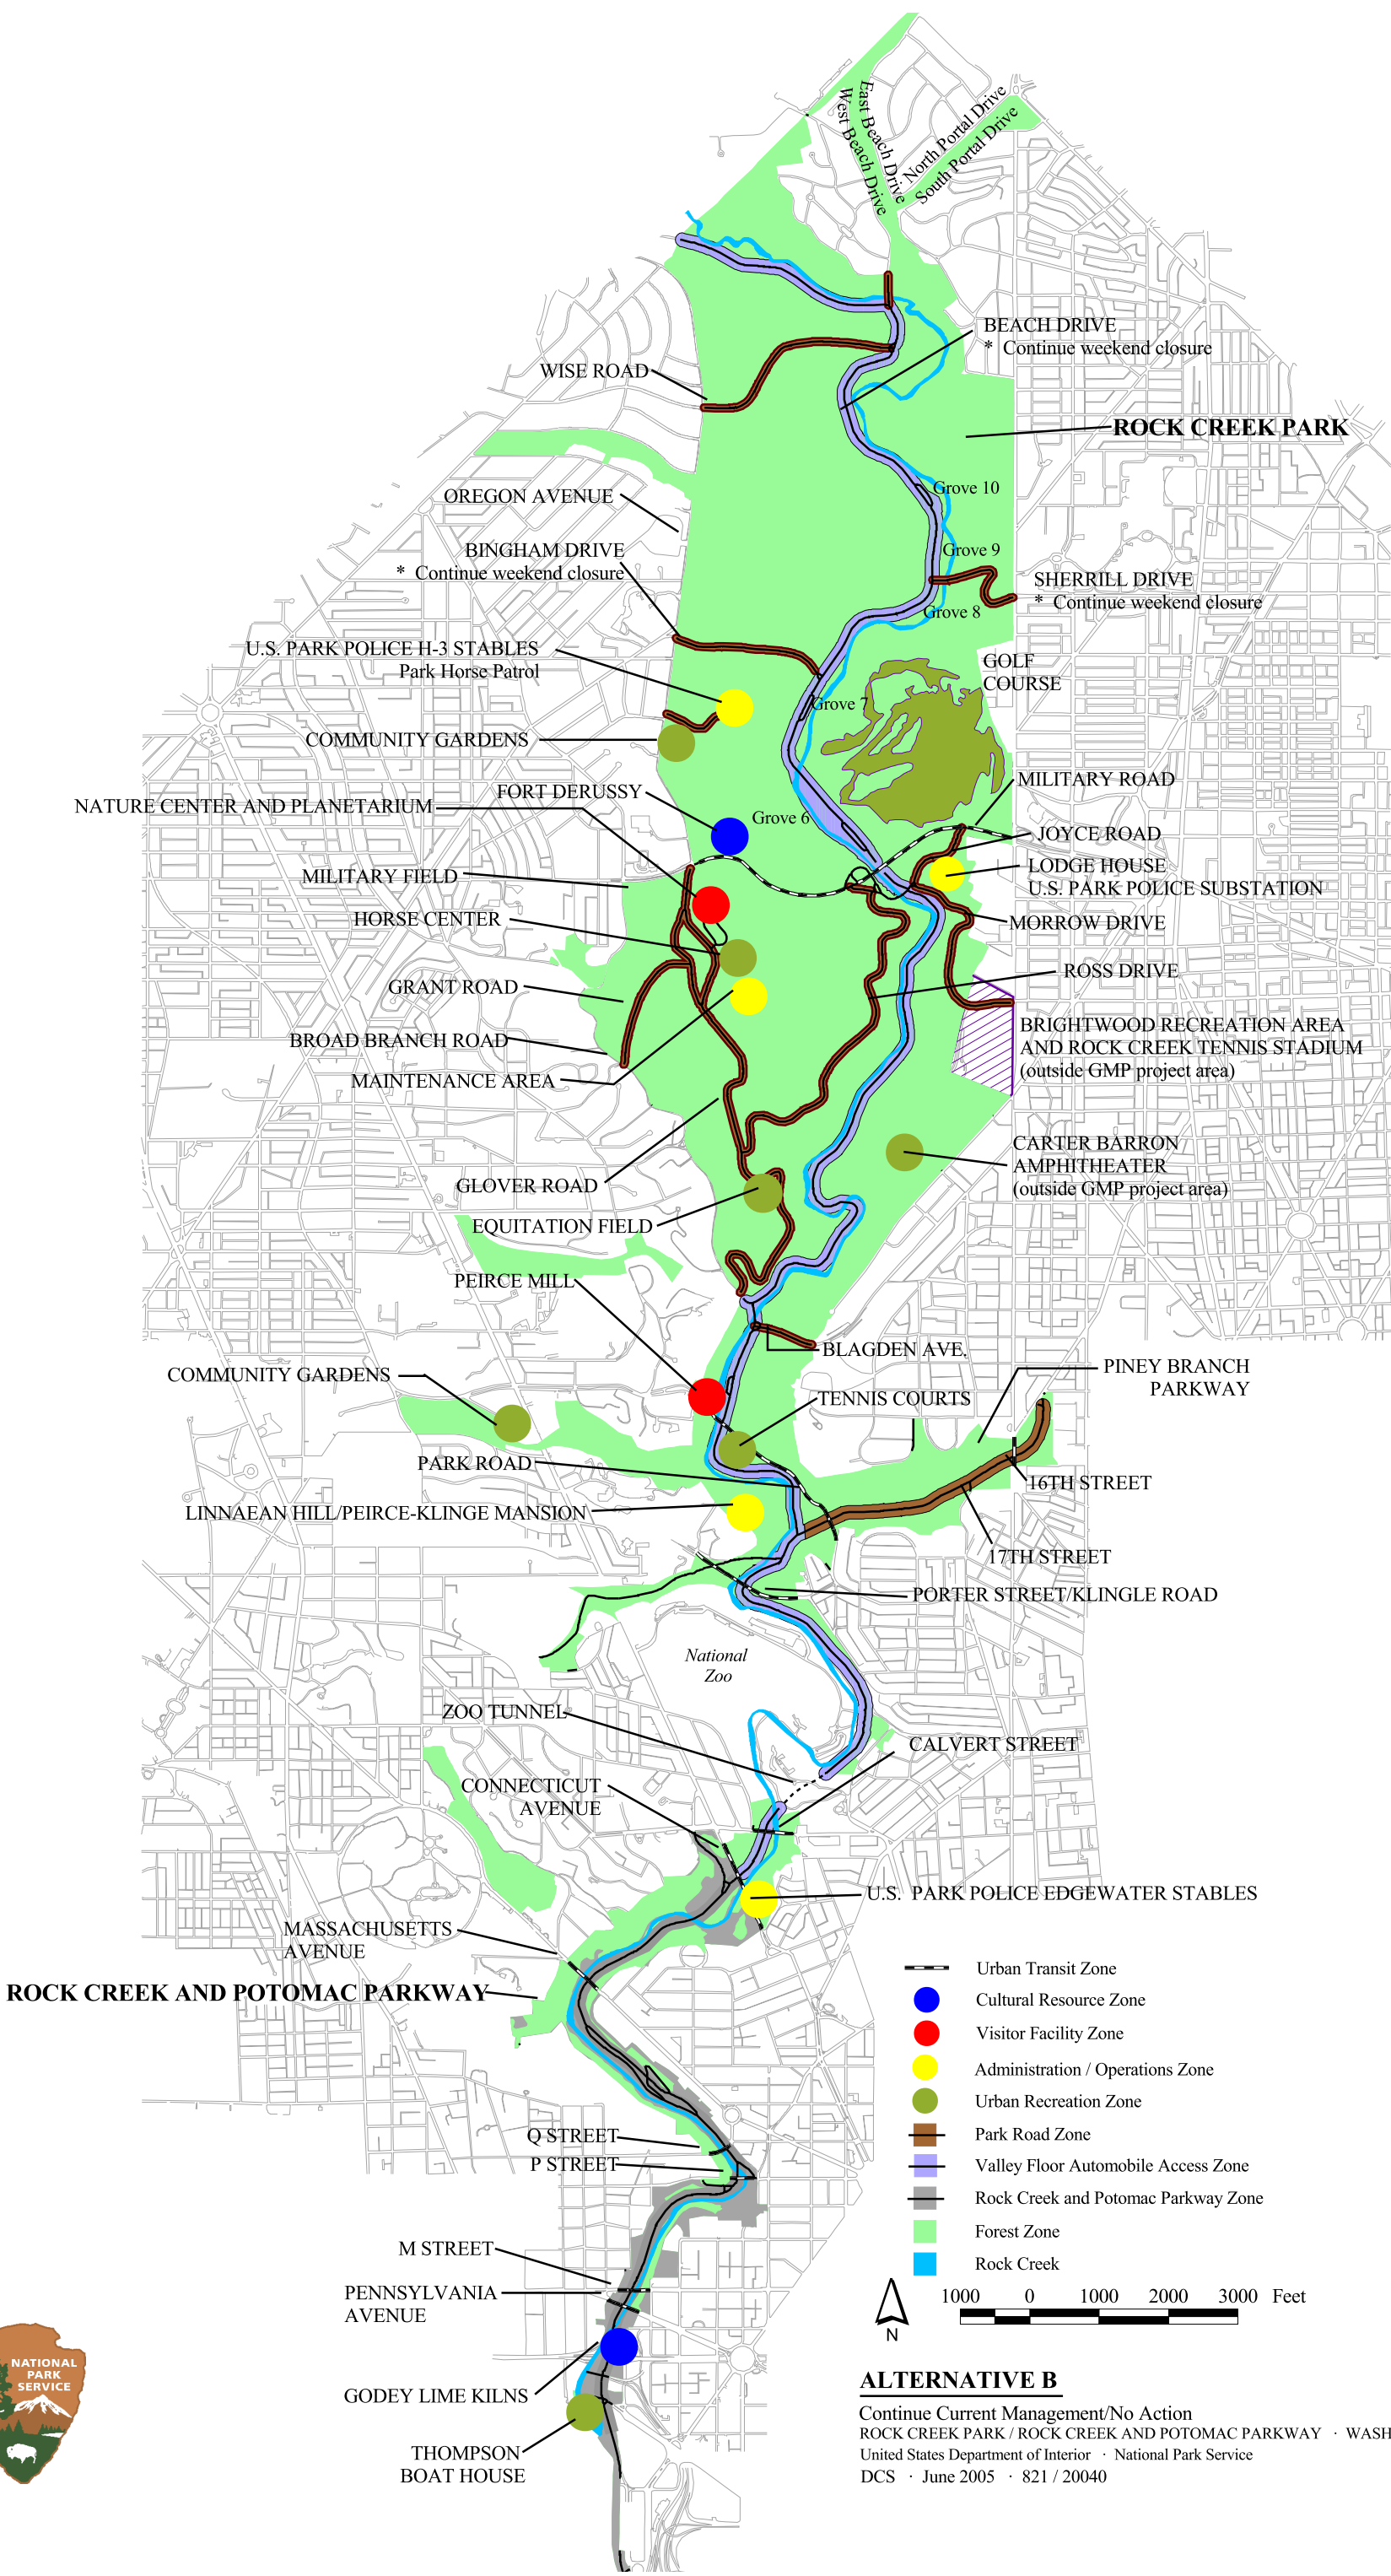 East Beach Drive
West Beach Drive
North Portal Drive
South Portal Drive
BEACH DRIVE
* Continue weekend closure
WISE ROAD
ROCK CREEK PARK
Grove 10
OREGON AVENUE
BINGHAM DRIVE
* Continue weekend closure
Grove 9
SHERRILL DRIVE
* Continue weekend closure
Grove 8
U.S. PARK POLICE H-3 STABLES
Park Horse Patrol
GOLF
COURSE
Grove 7
COMMUNITY GARDENS
MILITARY ROAD
FORT DERUSSY
NATURE CENTER AND PLANETARIUM
Grove 6
JOYCE ROAD
LODGE HOUSE
U.S. PARK POLICE SUBSTATION
MILITARY FIELD
HORSE CENTER
MORROW DRIVE
ROSS DRIVE
GRANT ROAD
BRIGHTWOOD RECREATION AREA
AND ROCK CREEK TENNIS STADIUM
(outside GMP project area)
BROAD BRANCH ROAD
MAINTENANCE AREA
CARTER BARRON
AMPHITHEATER
(outside GMP project area)
GLOVER ROAD
EQUITATION FIELD
PEIRCE MILL
BLAGDEN AVE.
COMMUNITY GARDENS
PINEY BRANCH
PARKWAY
TENNIS COURTS
PARK ROAD
16TH STREET
LINNAEAN HILL/PEIRCE-KLINGE MANSION
17TH STREET
PORTER STREET/KLINGLE ROAD
National
Zoo
ZOO TUNNEL
CALVERT STREET
CONNECTICUT
AVENUE
U.S. PARK POLICE EDGEWATER STABLES
MASSACHUSETTS
AVENUE
ROCK CREEK AND POTOMAC PARKWAY
Urban Transit Zone
Cultural Resource Zone
Visitor Facility Zone
Administration / Operations Zone
Urban Recreation Zone
Park Road Zone
Valley Floor Automobile Access Zone
Rock Creek and Potomac Parkway Zone
Forest Zone
Rock Creek
Q STREET
P STREET
M STREET
PENNSYLVANIA
AVENUE
1000 0 1000 2000 3000 Feet
N
NATIONAL
PARK
SERVICE
GODEY LIME KILNS
THOMPSON
BOAT HOUSE
ALTERNATIVE B
Continue Current Management/No Action
ROCK CREEK PARK / ROCK CREEK AND POTOMAC PARKWAY · WASH
United States Department of Interior · National Park Service
DCS · June 2005 · 821 / 20040